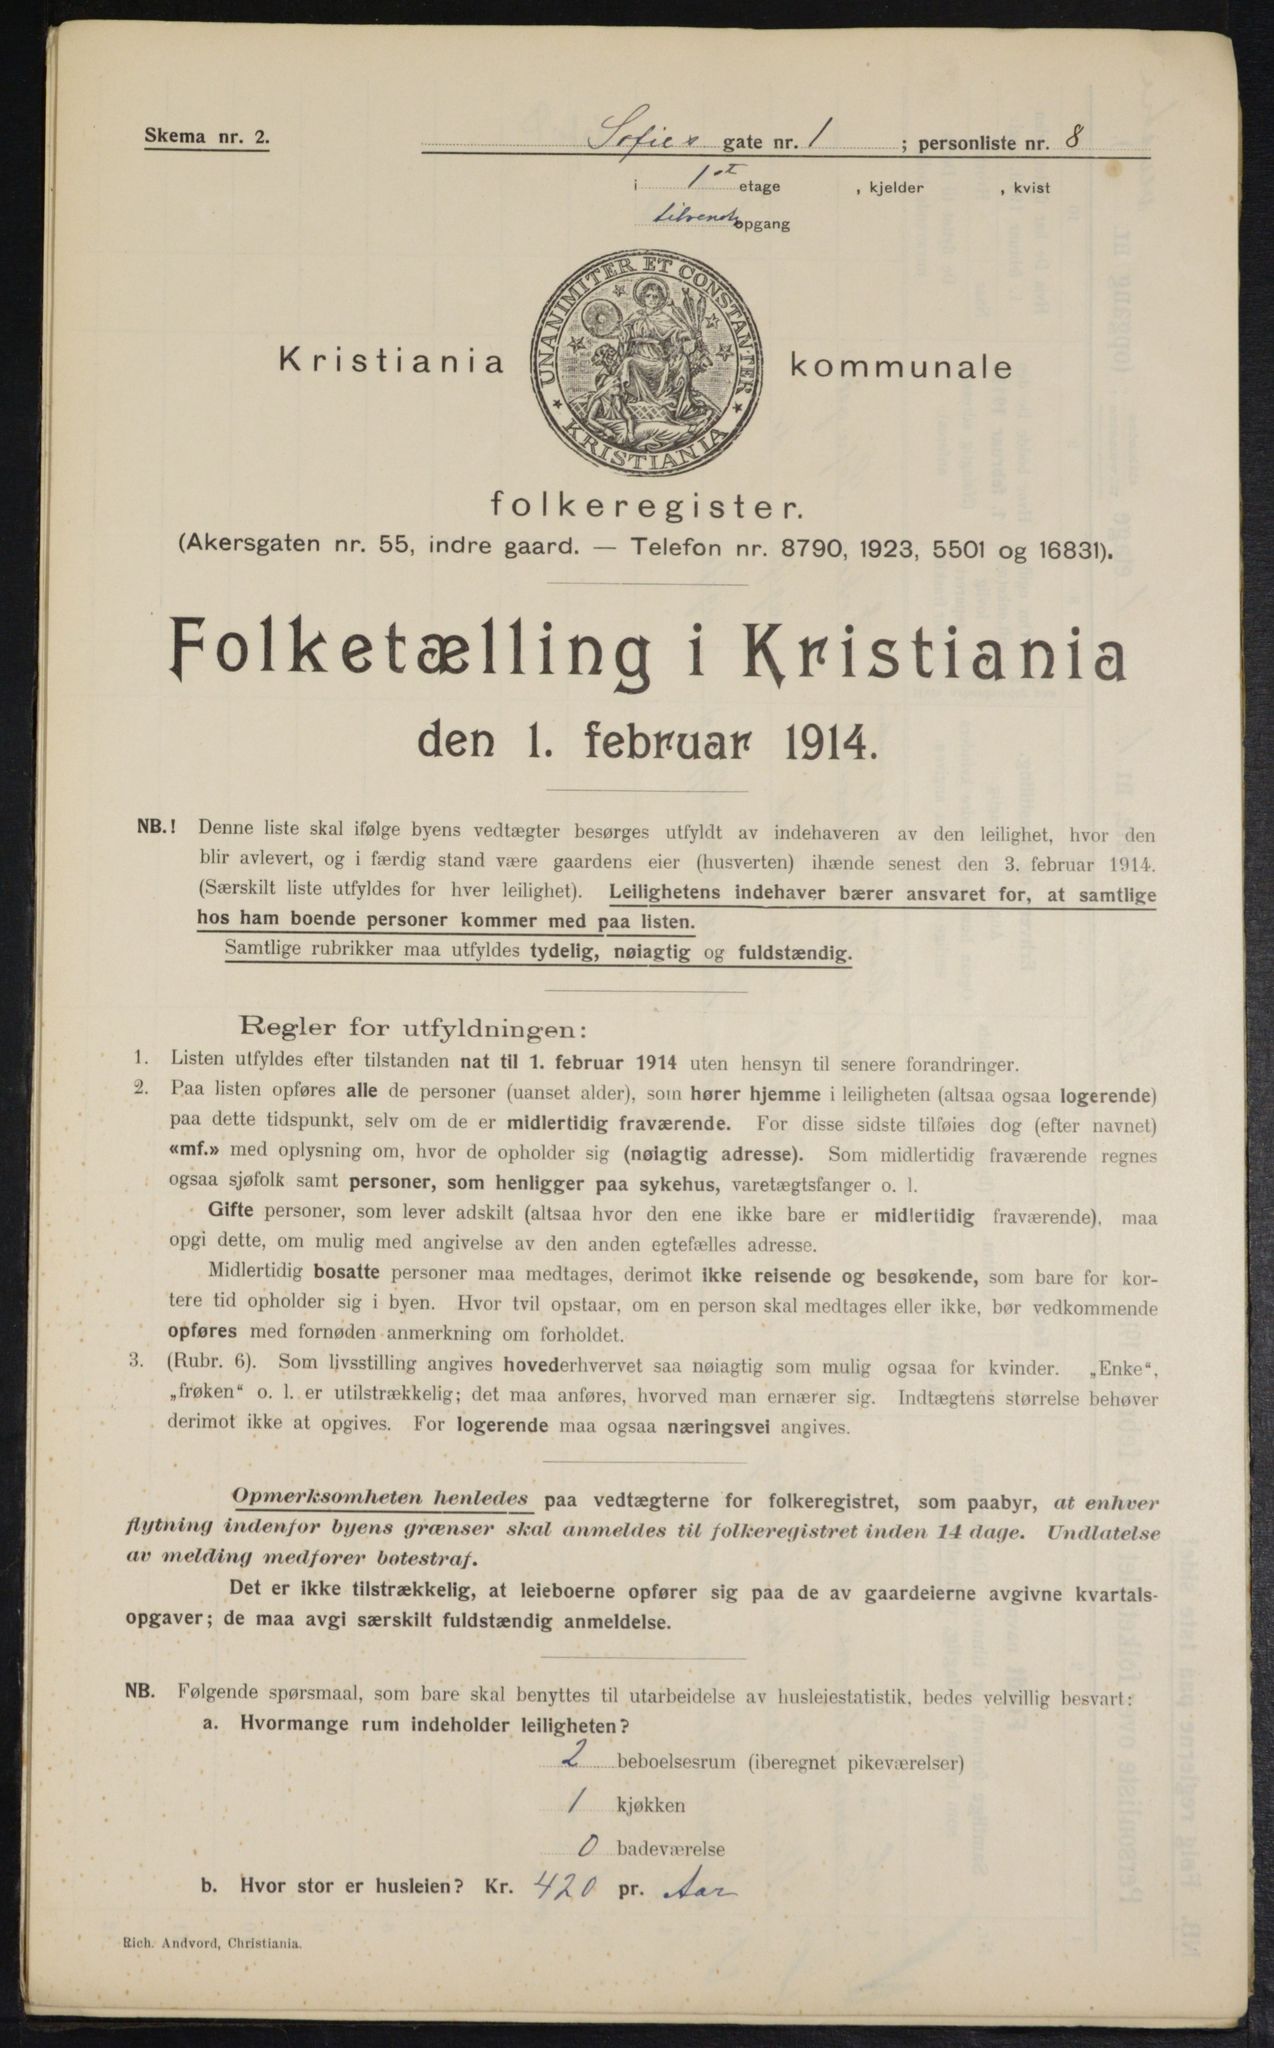 Skema nr. 2.
Sofies gate nr. 1 ; personliste nr. 8
i 1st etage , kjelder , kvist
opgang
UNANIMITER ET CONSTANTER
KRISTIANIA
Kristiania kommunale
folkeregister.
(Akersgaten nr. 55, indre gaard. — Telefon nr. 8790, 1923, 5501 og 16831).
Folketælling i Kristiania
den 1. februar 1914.
NB.! Denne liste skal ifølge byens vedtægter besørges utfyldt av indehaveren av den leilighet, hvor den
blir avlevert, og i færdig stand være gaardens eier (husverten) ihænde senest den 3. februar 1914.
(Særskilt liste utfyldes for hver leilighet). Leilighetens indehaver bærer ansvaret for, at samtlige
hos ham boende personer kommer med paa listen.
Samtlige rubrikker maa utfyldes tydelig, nøiagtig og fuldstændig.
Regler for utfyldningen:
1. Listen utfyldes efter tilstanden nat til 1. februar 1914 uten hensyn til senere forandringer.
2. Paa listen opføres alle de personer (uanset alder), som hører hjemme i leiligheten (altsaa ogsaa logerende)
paa dette tidspunkt, selv om de er midlertidig fraværende. For disse sidste tilføies dog (efter navnet)
«mf.» med oplysning om, hvor de opholder sig (nøiagtig adresse). Som midlertidig fraværende regnes
ogsaa sjøfolk samt personer, som henligger paa sykehus, varetægtsfanger o. l.
Gifte personer, som lever adskilt (altsaa hvor den ene ikke bare er midlertidig fraværende), maa
opgi dette, om mulig med angivelse av den anden egtefælles adresse.
Midlertidig bosatte personer maa medtages, derimot ikke reisende og besøkende, som bare for kor-
tere tid opholder sig i byen. Hvor tvil opstaar, om en person skal medtages eller ikke, bør vedkommende
opføres med fornøden anmerkning om forholdet.
3. (Rubr. 6). Som livsstilling angives hovederhvervet saa nøiagtig som mulig ogsaa for kvinder. „Enke“,
„frøken“ o. l. er utilstrækkelig; det maa anføres, hvorved man ernærer sig. Indtægtens størrelse behøver
derimot ikke at opgives. For logerende maa ogsaa næringsvei angives.
Opmerksomheten henledes paa vedtægterne for folkeregistret, som paabyr, at enhver
flytning indenfor byens grænser skal anmeldes til folkeregistret inden 14 dage. Undlatelse
av melding medfører bøtestraf.
Det er ikke tilstrækkelig, at leieboerne opfører sig paa de av gaardeierne avgivne kvartals-
opgaver; de maa avgi særskilt fuldstændig anmeldelse.
NB. Følgende spørsmaal, som bare skal benyttes til utarbeidelse av husleiestatistik, bedes velvillig besvart:
a. Hvormange rum indeholder leiligheten?
2 beboelsesrum (iberegnet pikeværelser)
1 kjøkken
0 badeværelse
b. Hvor stor er husleien? Kr. 420 pr. Aar
Rich. Andvord, Christiania.